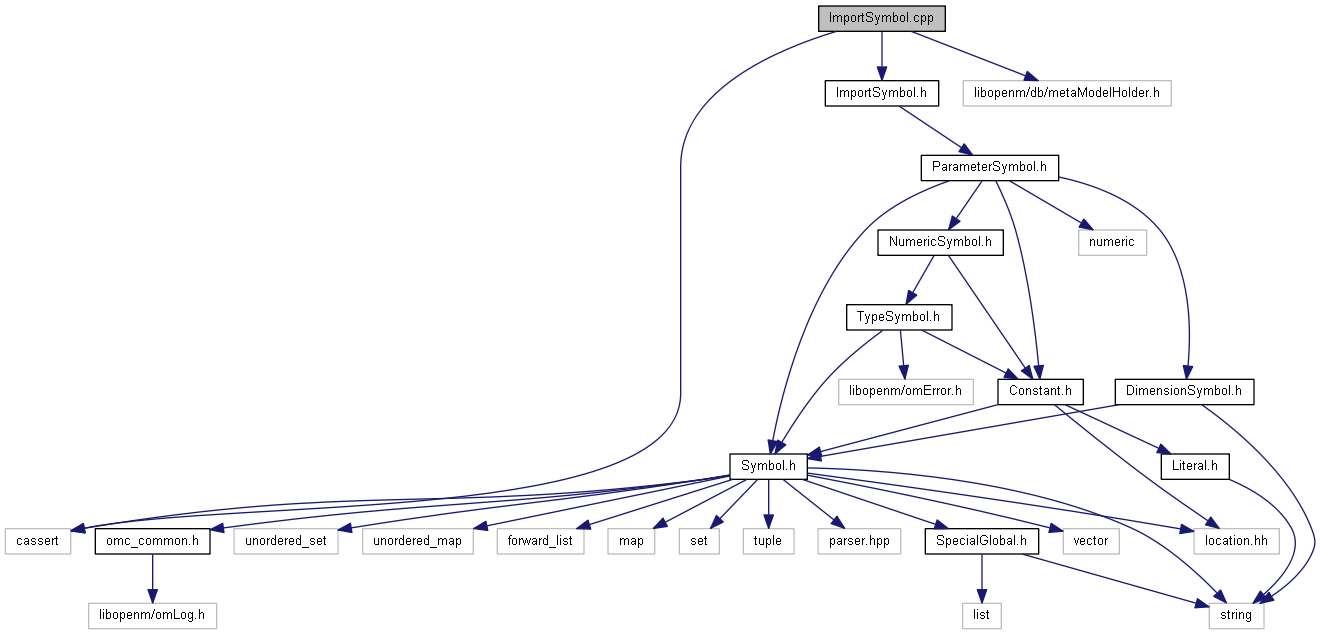 ImportSymbol.cpp
ImportSymbol.h
libopenm/db/metaModelHolder.h
ParameterSymbol.h
NumericSymbol.h
numeric
TypeSymbol.h
libopenm/omError.h
Constant.h
DimensionSymbol.h
Symbol.h
Literal.h
cassert
omc_common.h
unordered_set
unordered_map
forward_list
map
set
tuple
parser.hpp
SpecialGlobal.h
vector
location.hh
libopenm/omLog.h
list
string